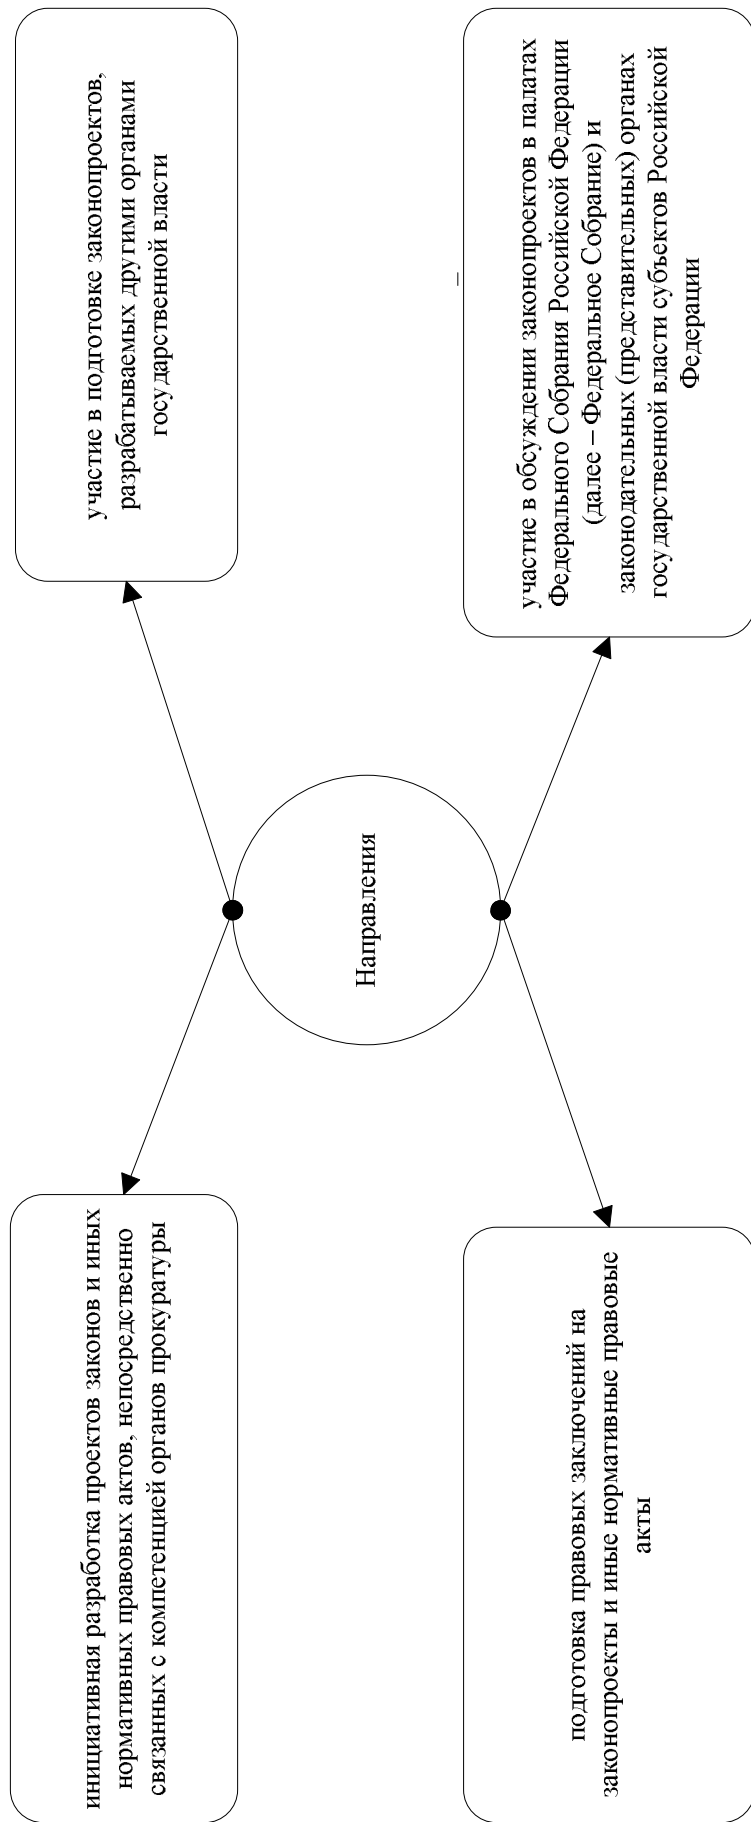 инициативная разработка проектов законов и иных
нормативных правовых актов, непосредственно
связанных с компетенцией органов прокуратуры
участие в подготовке законопроектов,
разрабатываемых другими органами
государственной власти
Направления
подготовка правовых заключений на
законопроекты и иные нормативные правовые
акты
участие в обсуждении законопроектов в палатах
Федерального Собрания Российской Федерации
(далее – Федеральное Собрание) и
законодательных (представительных) органах
государственной власти субъектов Российской
Федерации